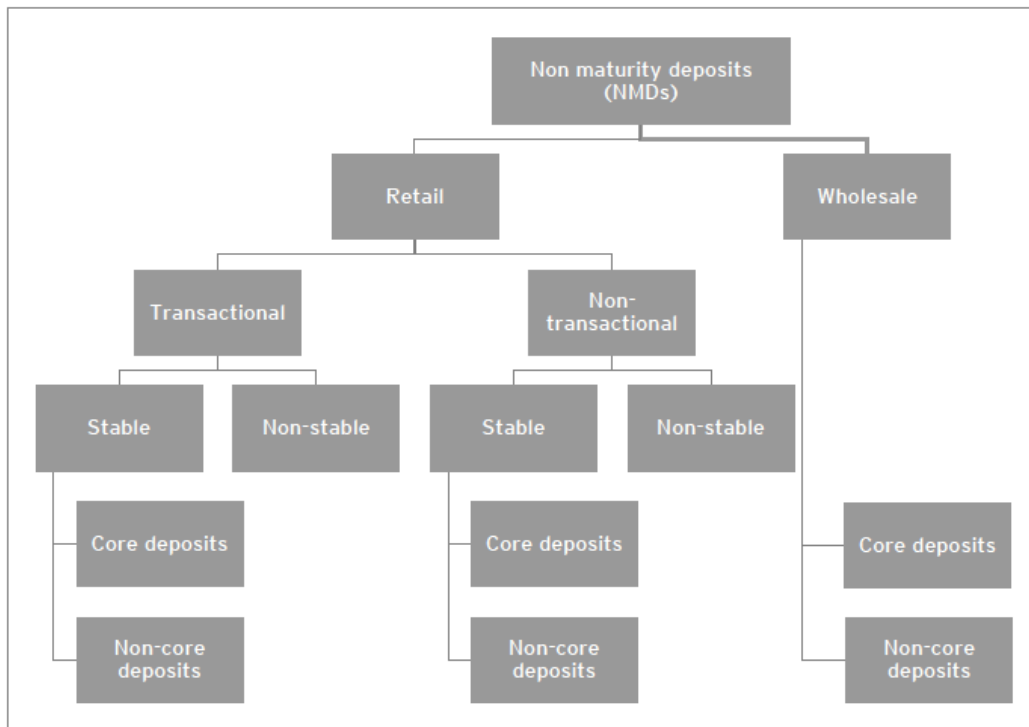 Non maturity deposits
(NMDs)
Retail
Wholesale
Transactional
Non-
transactional
Stable
Non-stable
Stable
Non-stable
Core deposits
Core deposits
Core deposits
Non-core
deposits
Non-core
deposits
Non-core
deposits